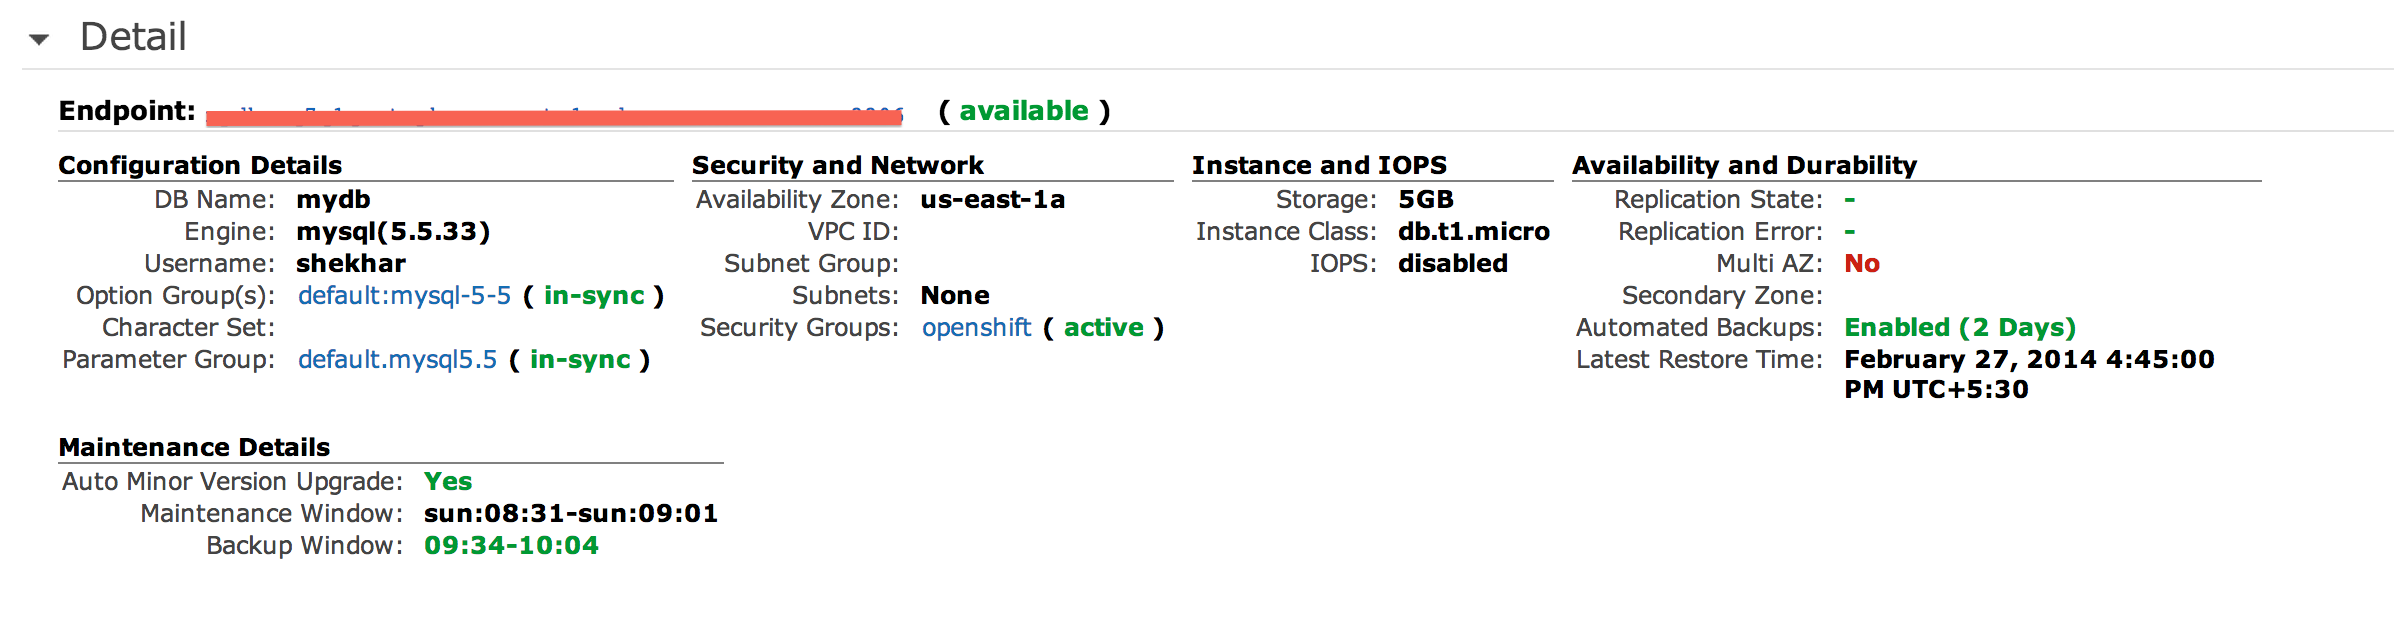 Detail
Endpoint: ( available )
Configuration Details
DB Name: mydb
Engine: mysql(5.5.33)
Username: shekhar
Option Group(s): default:mysql-5-5 ( in-sync )
Character Set:
Parameter Group: default.mysql5.5 ( in-sync )
Security and Network
Availability Zone: us-east-1a
VPC ID:
Subnet Group:
Subnets: None
Security Groups: openshift ( active )
Instance and IOPS
Storage: 5GB
Instance Class: db.t1.micro
IOPS: disabled
Availability and Durability
Replication State: -
Replication Error: -
Multi AZ: No
Secondary Zone:
Automated Backups: Enabled (2 Days)
Latest Restore Time: February 27, 2014 4:45:00
PM UTC+5:30
Maintenance Details
Auto Minor Version Upgrade: Yes
Maintenance Window: sun:08:31-sun:09:01
Backup Window: 09:34-10:04